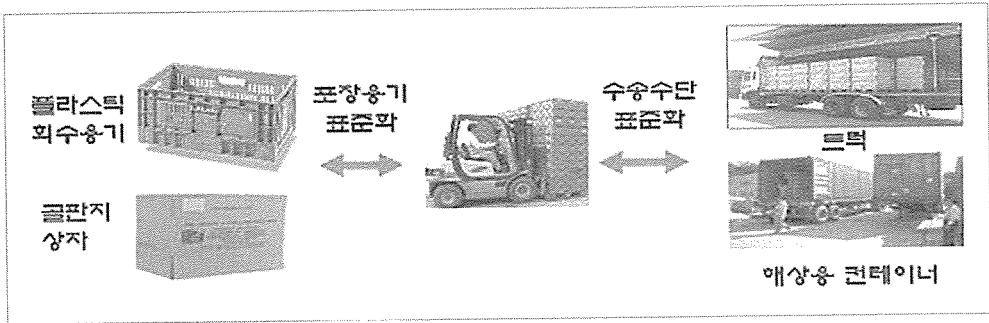 플라스틱
회수용기
포장용기
표준화
수송수단
표준화
트럭
골판지
상자
해상용 컨테이너